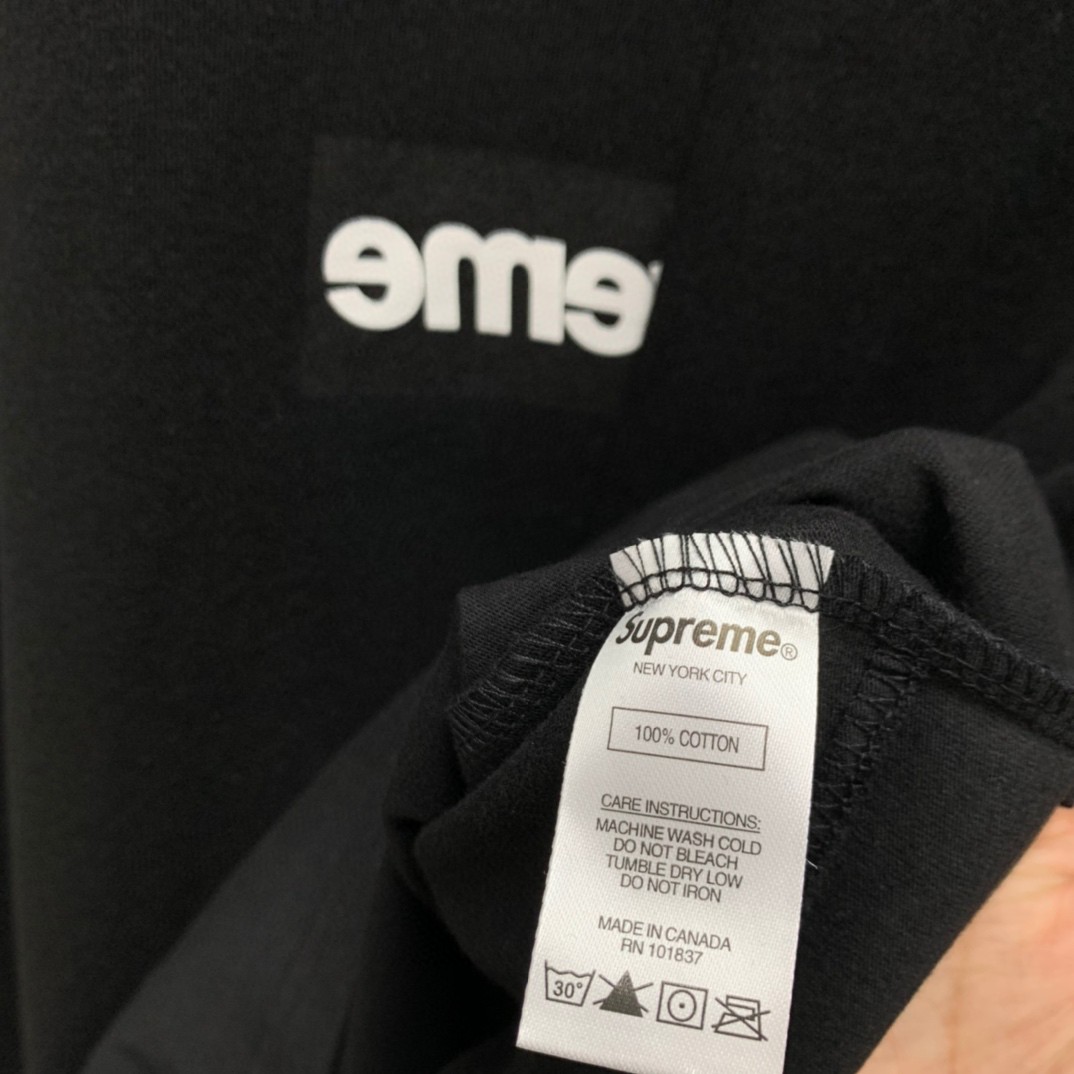 eme
Supreme®
NEW YORK CITY
100% COTTON
CARE INSTRUCTIONS:
MACHINE WASH COLD
DO NOT BLEACH
TUMBLE DRY LOW
DO NOT IRON
MADE IN CANADA
RN 101837
30°